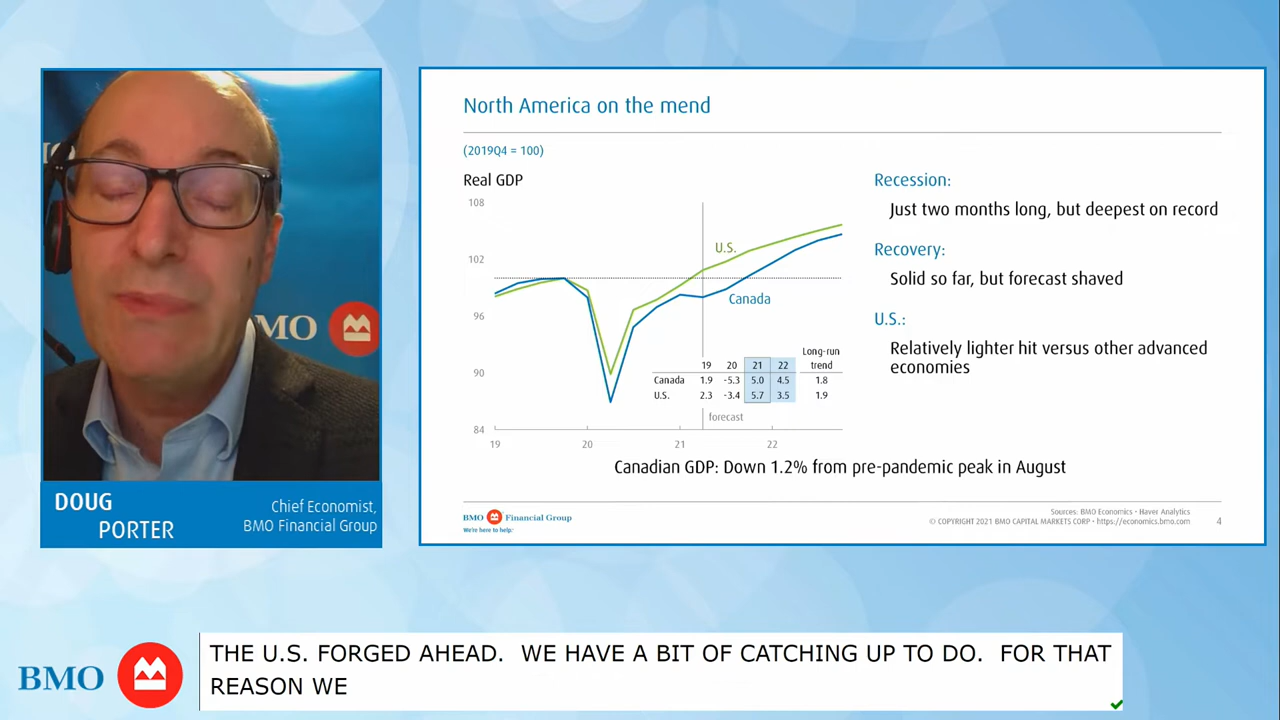 MO
BMO
DOUG
PORTER
Chief Economist,
BMO Financial Group
North America on the mend
(2019Q4 = 100)
Real GDP
108
102
96
90
84
19
20
21
22
U.S.
Canada
19 20 21 22 Long-run trend
Canada 1.9 -5.3 5.0 4.5 1.8
U.S. 2.3 -3.4 5.7 3.5 1.9
forecast
Recession:
Just two months long, but deepest on record
Recovery:
Solid so far, but forecast shaved
U.S.:
Relatively lighter hit versus other advanced
economies
Canadian GDP: Down 1.2% from pre-pandemic peak in August
BMO Financial Group
We're here to help.
Sources: BMO Economics • Haver Analytics
© COPYRIGHT 2021 BMO CAPITAL MARKETS CORP • https://economics.bmo.com
4
BMO
THE U.S. FORGED AHEAD. WE HAVE A BIT OF CATCHING UP TO DO. FOR THAT
REASON WE